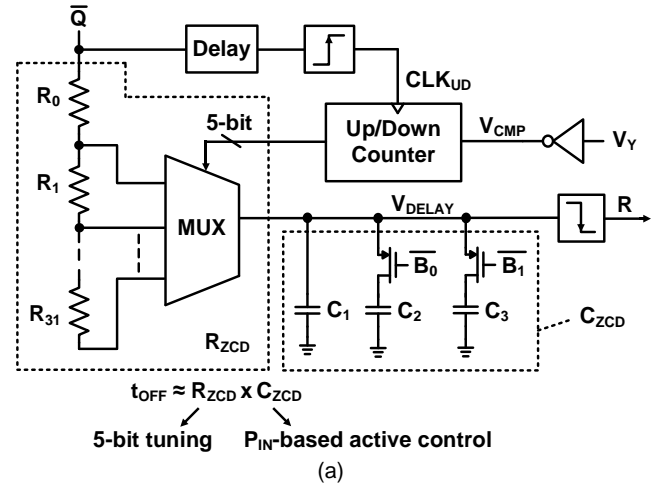 Q̅
Delay
CLK_UD
R_0
5-bit
Up/Down
Counter
V_CMP
V_Y
R_1
MUX
V_DELAY
R
B̅_0̅
B̅_1̅
R_31
C_1
C_2
C_3
C_ZCD
R_ZCD
t_OFF ≈ R_ZCD x C_ZCD
5-bit tuning
P_IN-based active control
(a)